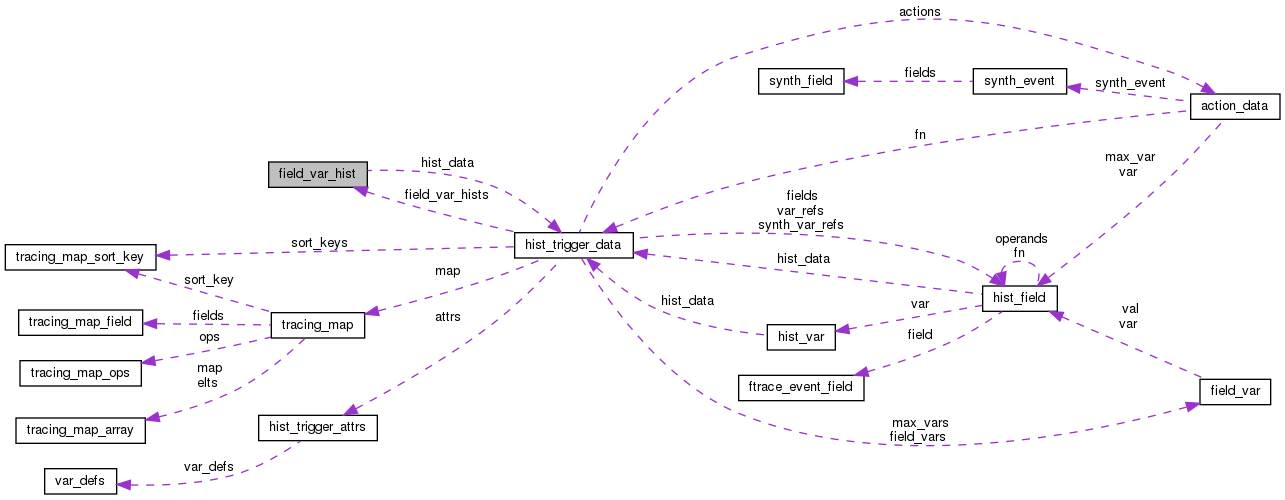 actions
synth_field
fields
synth_event
synth_event
action_data
fn
field_var_hist
hist_data
field_var_hists
max_var
var
fields
var_refs
synth_var_refs
sort_keys
hist_trigger_data
operands
fn
tracing_map_sort_key
hist_data
map
sort_key
hist_field
hist_data
var
val
var
tracing_map_field
fields
tracing_map
attrs
hist_var
field
ops
tracing_map_ops
map
elts
ftrace_event_field
field_var
tracing_map_array
hist_trigger_attrs
max_vars
field_vars
var_defs
var_defs